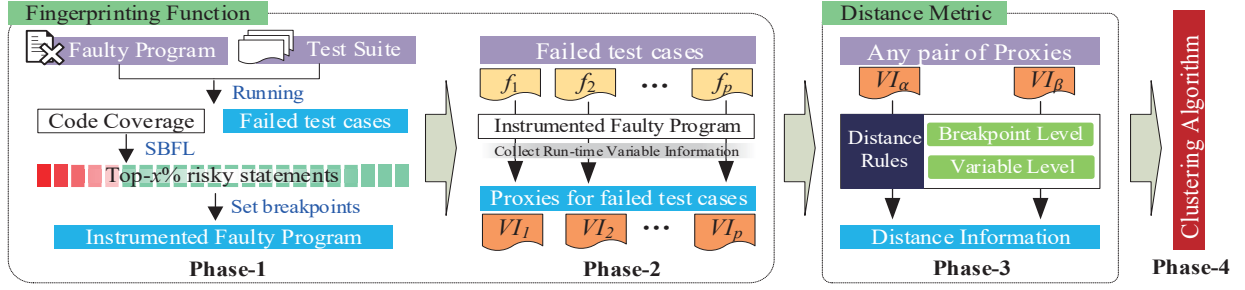 Fingerprinting Function
Faulty Program
Test Suite
Running
Code Coverage
Failed test cases
SBFL
Top-x% risky statements
Set breakpoints
Instrumented Faulty Program
Phase-1
Failed test cases
f1 f2 ... fp
Instrumented Faulty Program
Collect Run-time Variable Information
Proxies for failed test cases
VI1 VI2 ... VIp
Phase-2
Distance Metric
Any pair of Proxies
VIα VIβ
Distance
Rules
Breakpoint Level
Variable Level
Distance Information
Phase-3
Clustering Algorithm
Phase-4